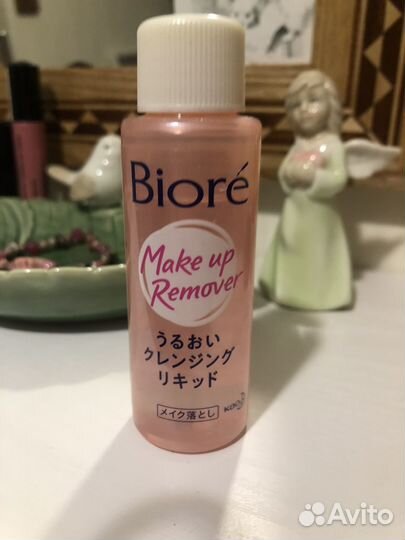 Bioré
Make up
Remover
うるおい
クレンジング
リキッド
メイク落とし
Kao
Avito